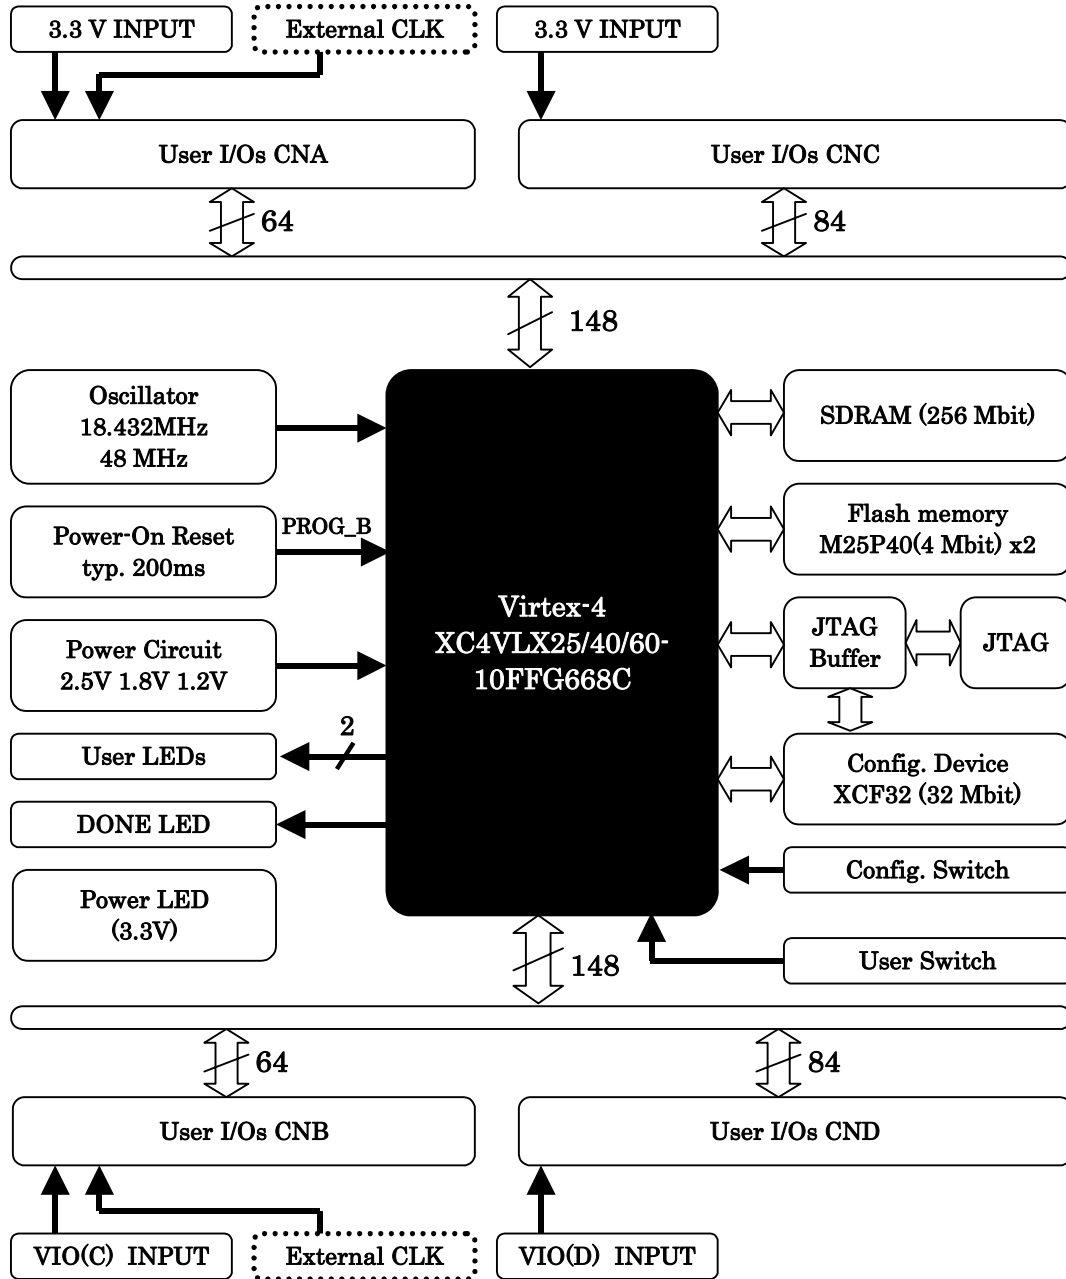 3.3 V INPUT
External CLK
3.3 V INPUT
User I/Os CNA
User I/Os CNC
64
84
148
Oscillator
18.432MHz
48 MHz
SDRAM (256 Mbit)
Power-On Reset
typ. 200ms
PROG_B
Flash memory
M25P40(4 Mbit) x2
Virtex-4
XC4VLX25/40/60-
10FFG668C
Power Circuit
2.5V 1.8V 1.2V
JTAG
Buffer
JTAG
User LEDs
2
Config. Device
XCF32 (32 Mbit)
DONE LED
Config. Switch
Power LED
(3.3V)
User Switch
148
64
84
User I/Os CNB
User I/Os CND
VIO(C) INPUT
External CLK
VIO(D) INPUT